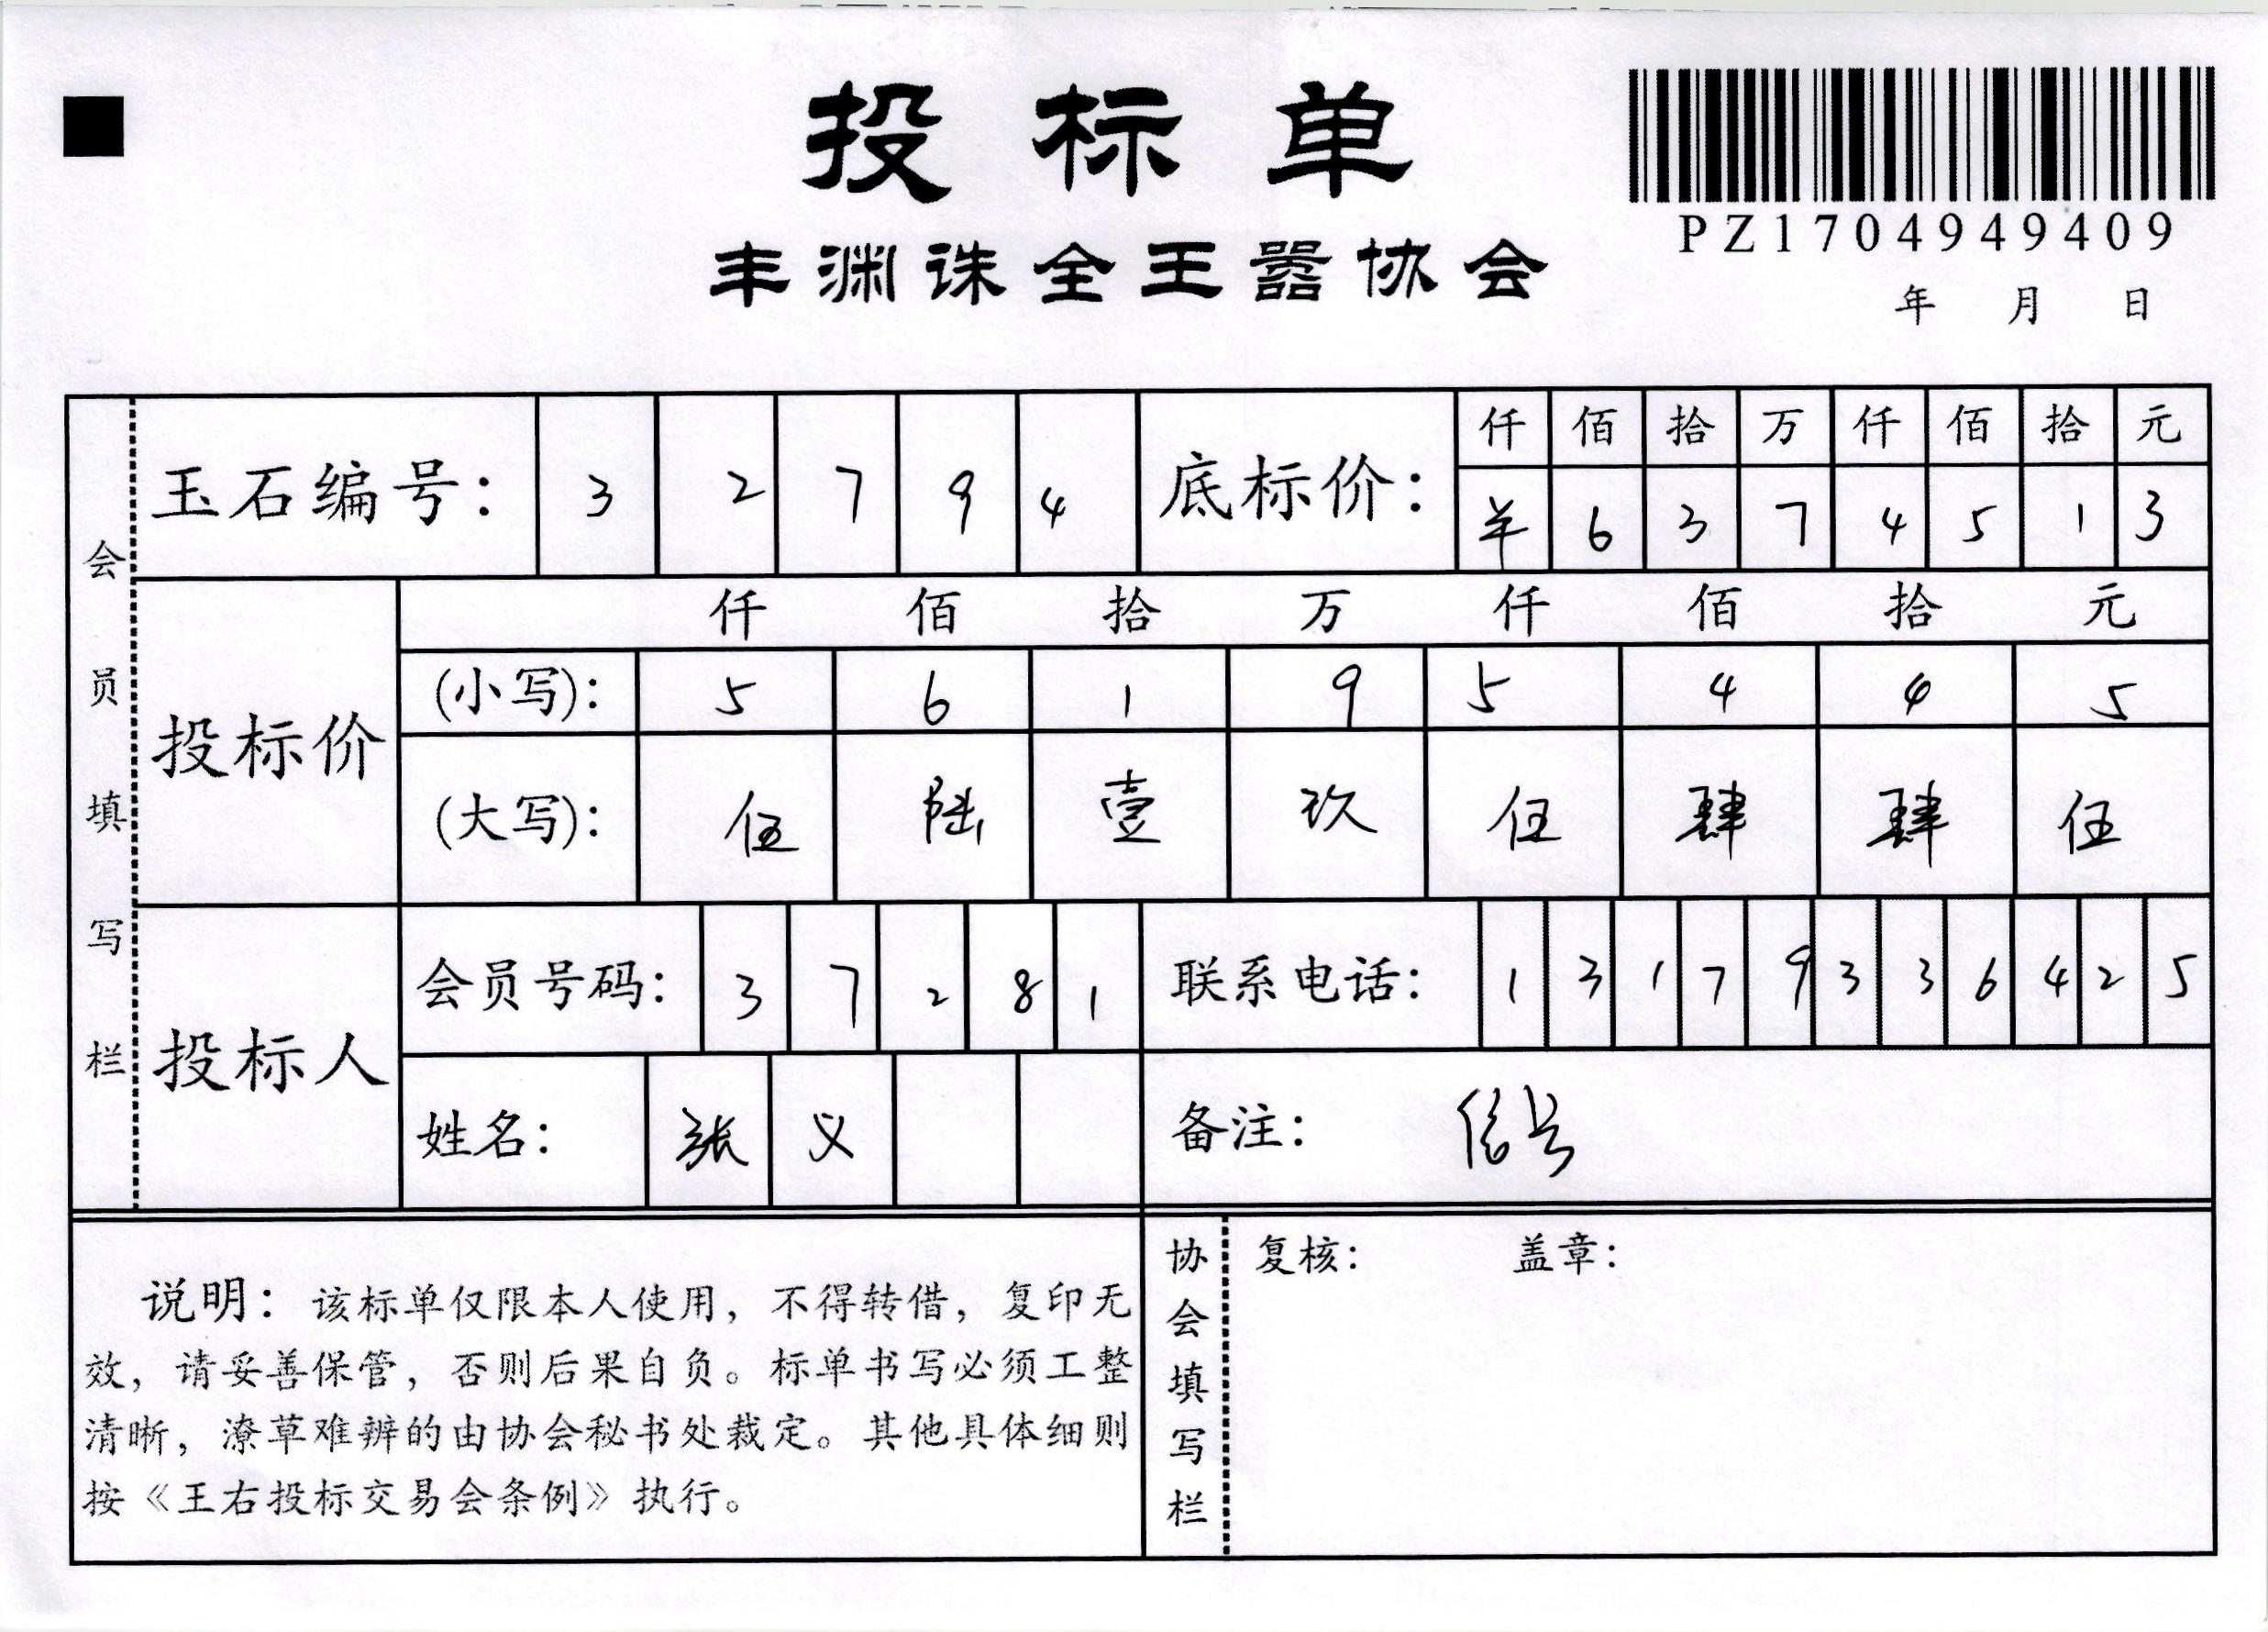 投标单
丰渊诛全王嚣协会
PZ1704949409
年 月 日
会员填写栏
玉石编号： 3 2 7 9 4
底标价： 仟 佰 拾 万 仟 佰 拾 元
羊 6 3 7 4 5 1 3
投标价
仟 佰 拾 万 仟 佰 拾 元
(小写)： 5 6 1 9 5 4 4 5
(大写)： 伍 陆 壹 玖 伍 肆 肆 伍
投标人
会员号码： 3 7 2 8 1
联系电话： 1 3 1 7 9 3 3 6 4 2 5
姓名： 张 义
备注： 信号
说明：该标单仅限本人使用，不得转借，复印无
效，请妥善保管，否则后果自负。标单书写必须工整
清晰，潦草难辨的由协会秘书处裁定。其他具体细则
按《王右投标交易会条例》执行。
协会填写栏
复核： 盖章：